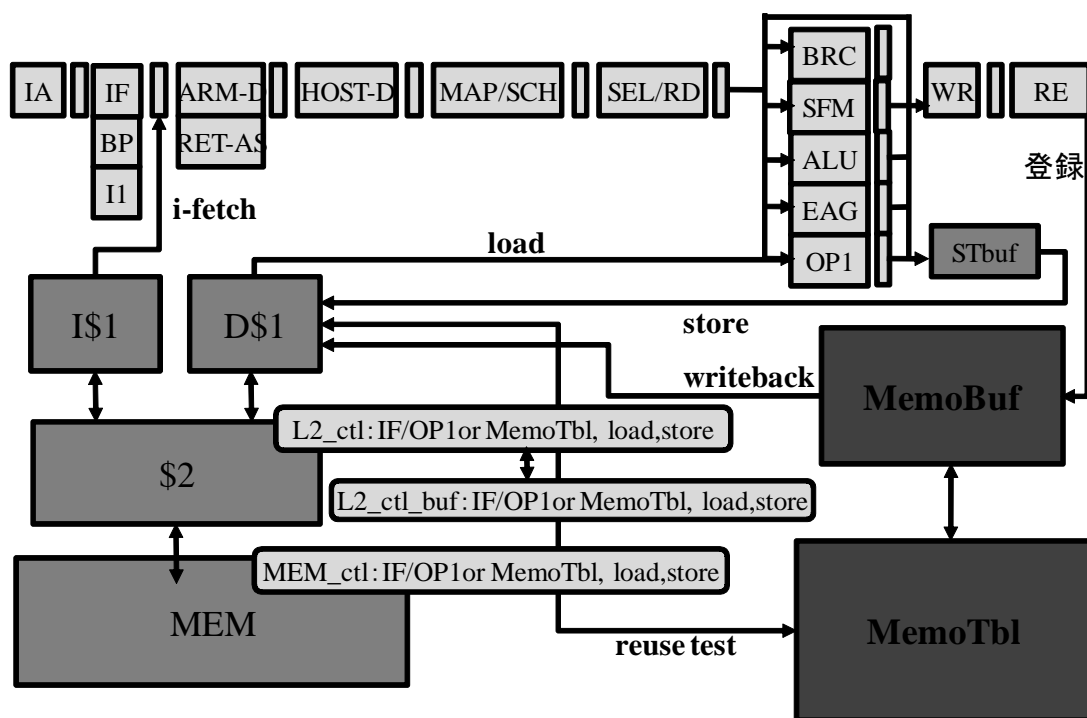 IA
IF
ARM-D
HOST-D
MAP/SCH
SEL/RD
BRC
WR
RE
BP
RET-AS
SFM
I1
ALU
登録
i-fetch
EAG
load
OP1
STbuf
I$1
D$1
store
writeback
MemoBuf
L2_ctl:IF/OP1or MemoTbl, load,store
$2
L2_ctl_buf:IF/OP1or MemoTbl, load,store
MEM_ctl:IF/OP1or MemoTbl, load,store
MEM
MemoTbl
reuse test